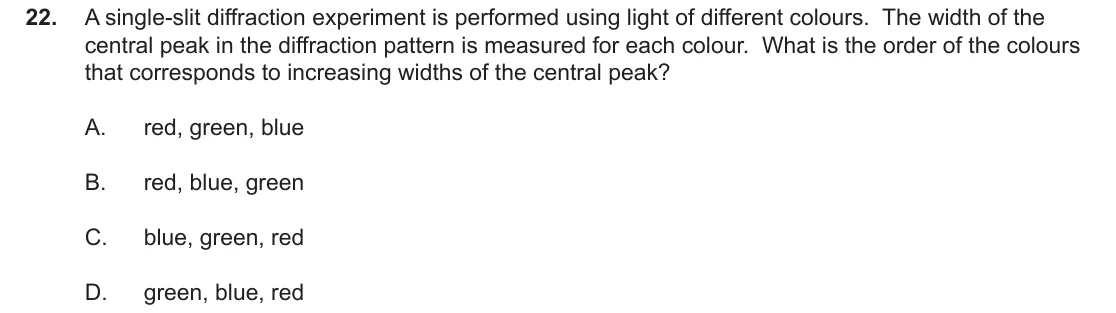 22. A single-slit diffraction experiment is performed using light of different colours. The width of the
central peak in the diffraction pattern is measured for each colour. What is the order of the colours
that corresponds to increasing widths of the central peak?
A. red, green, blue
B. red, blue, green
C. blue, green, red
D. green, blue, red